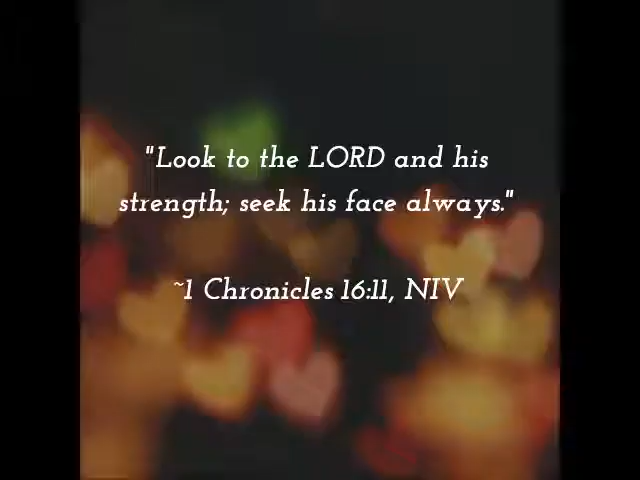 "Look to the LORD and his
strength; seek his face always."
~1 Chronicles 16:11, NIV